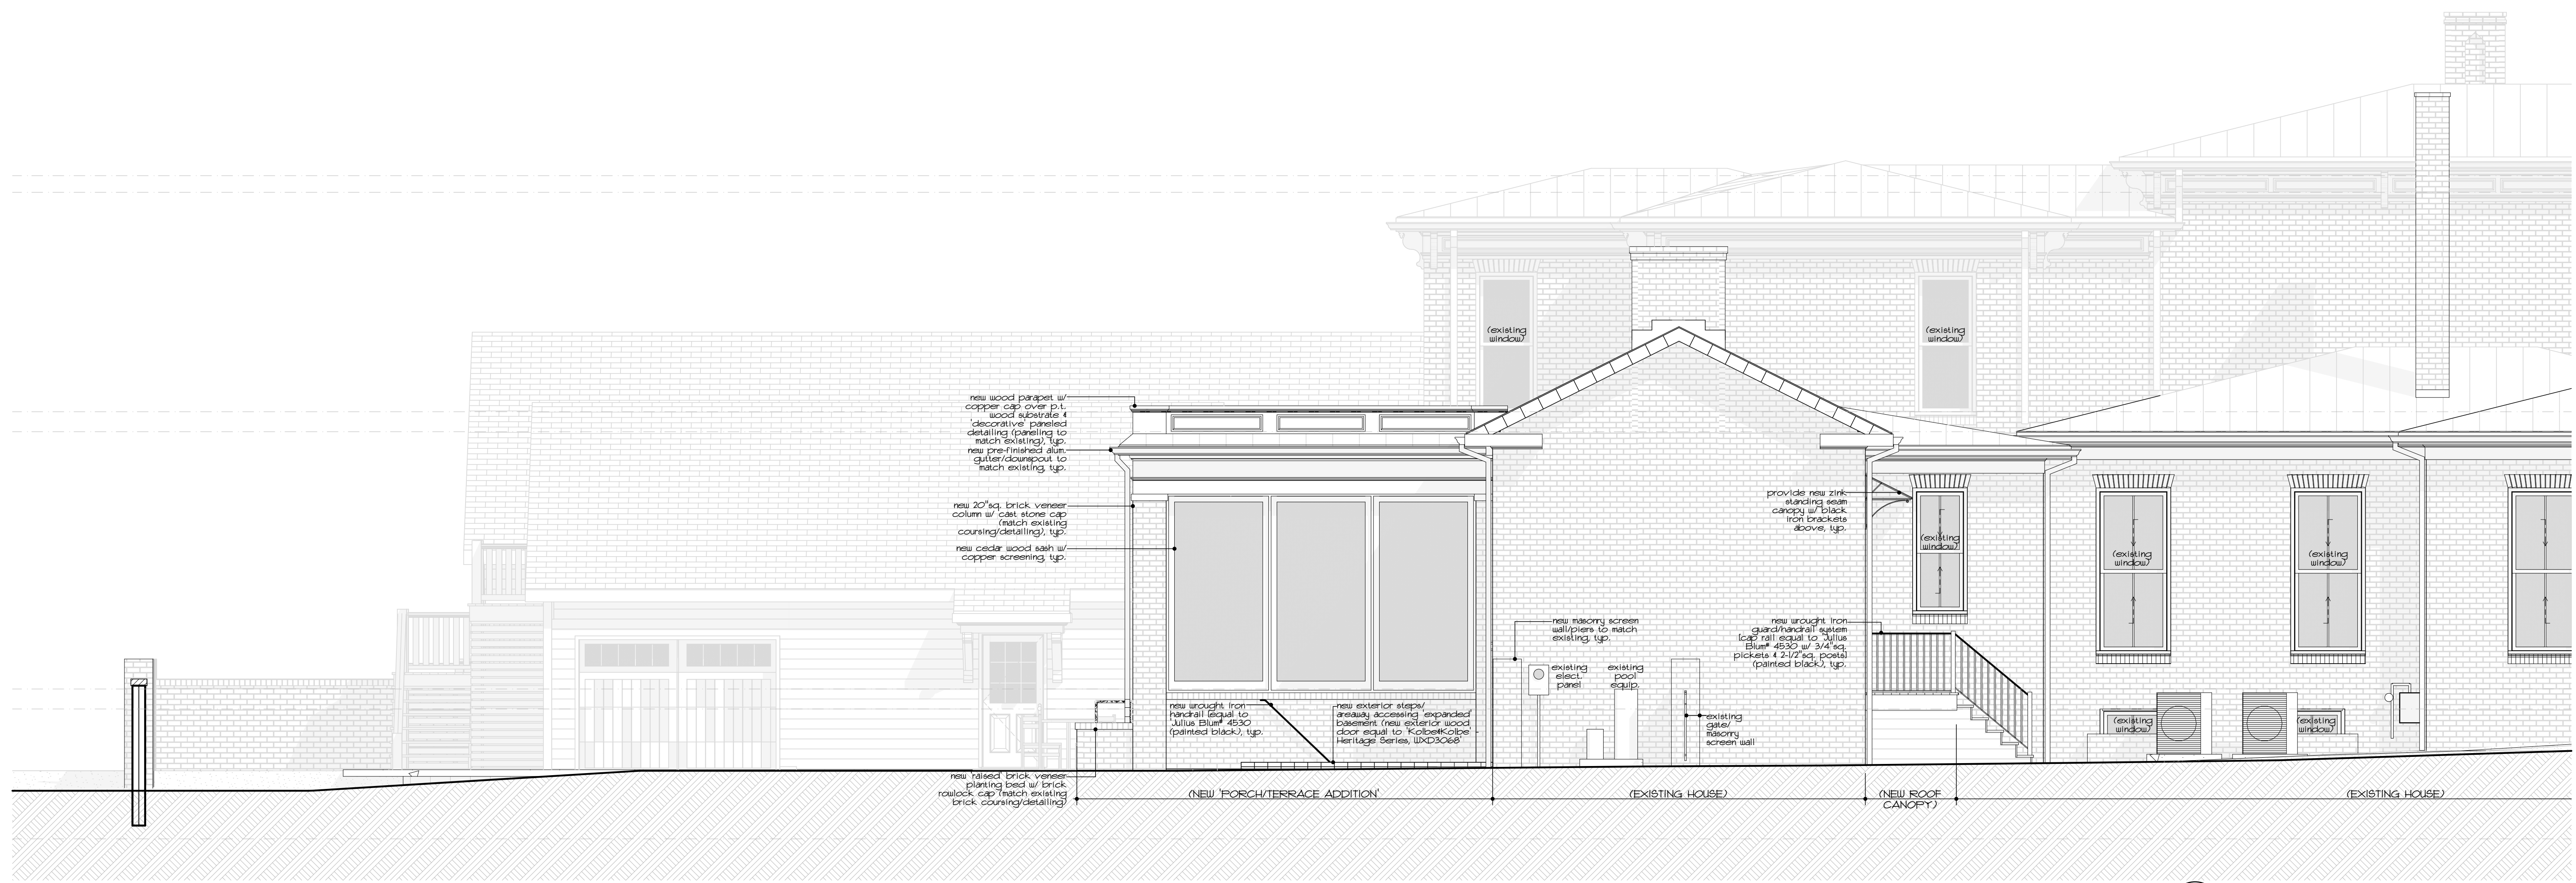 (existing
window)
(existing
window)
new wood parapet w/
copper cap over p.t.
wood substrate &
'decorative' paneled
detailing (paneling to
match existing), typ.
new pre-finished alum.
gutter/downspout to
match existing, typ.
new 20"sq. brick veneer
column w/ cast stone cap
(match existing
coursing/detailing), typ.
new cedar wood sash w/
copper screening, typ.
provide new zink
standing seam
canopy w/ black
iron brackets
above, typ.
(existing
window)
(existing
window)
(existing
window)
new masonry screen
wall/piers to match
existing, typ.
new wrought iron
guard/handrail system
[cap rail equal to 'Julius
Blum# 4530 w/ 3/4"sq.
pickets & 2-1/2"sq. posts]
(painted black), typ.
existing
elect.
panel
existing
pool
equip.
new wrought iron
handrail [equal to
'Julius Blum# 4530
(painted black), typ.
new exterior steps/
areaway accessing 'expanded'
basement (new exterior wood
door equal to 'Kolbe&Kolbe' -
Heritage Series, WXD3068'
existing
gate/
masonry
screen wall
(existing
window)
(existing
window)
new 'raised' brick veneer
planting bed w/ brick
rowlock cap (match existing
brick coursing/detailing)
(NEW 'PORCH/TERRACE ADDITION'
(EXISTING HOUSE)
(NEW ROOF
CANOPY)
(EXISTING HOUSE)